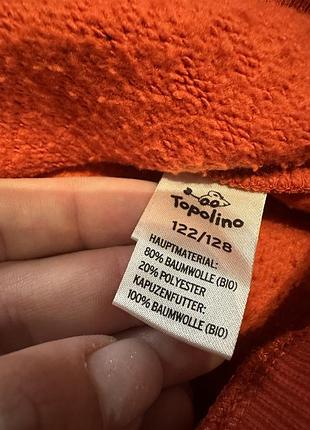 Topolino
122/128
HAUPTMATERIAL:
80% BAUMWOLLE (BIO)
20% POLYESTER
KAPUZENFUTTER:
100% BAUMWOLLE (BIO)